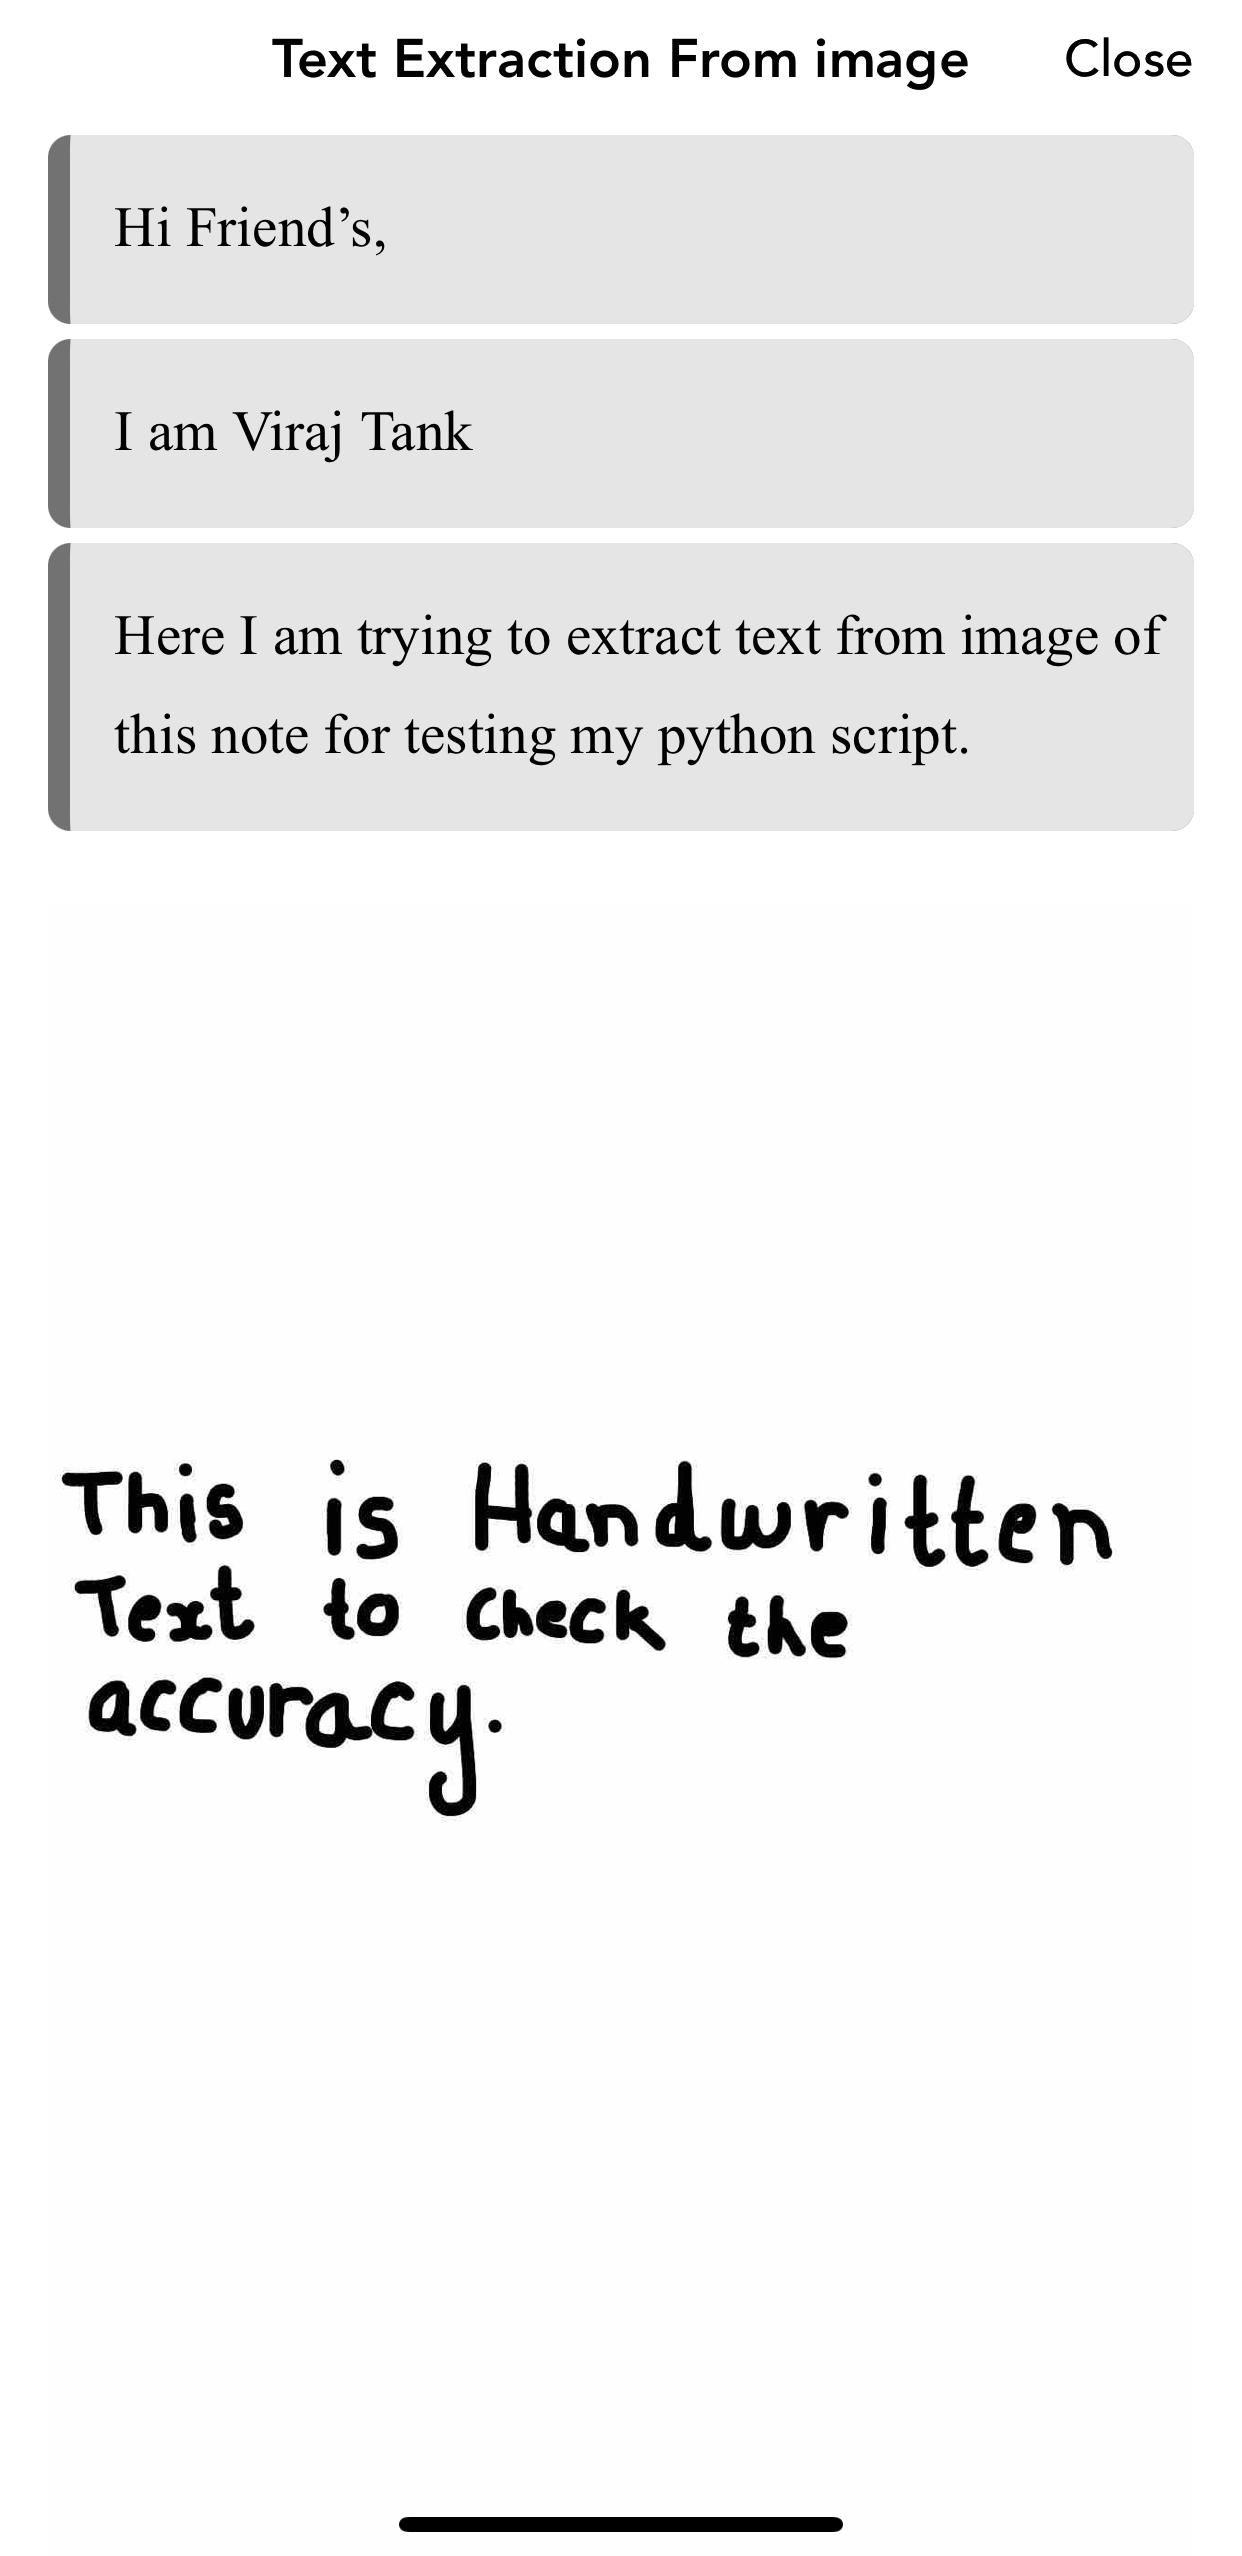 Text Extraction From image Close
Hi Friend’s,
I am Viraj Tank
Here I am trying to extract text from image of
this note for testing my python script.
This is Handwritten
Text to check the
accuracy.